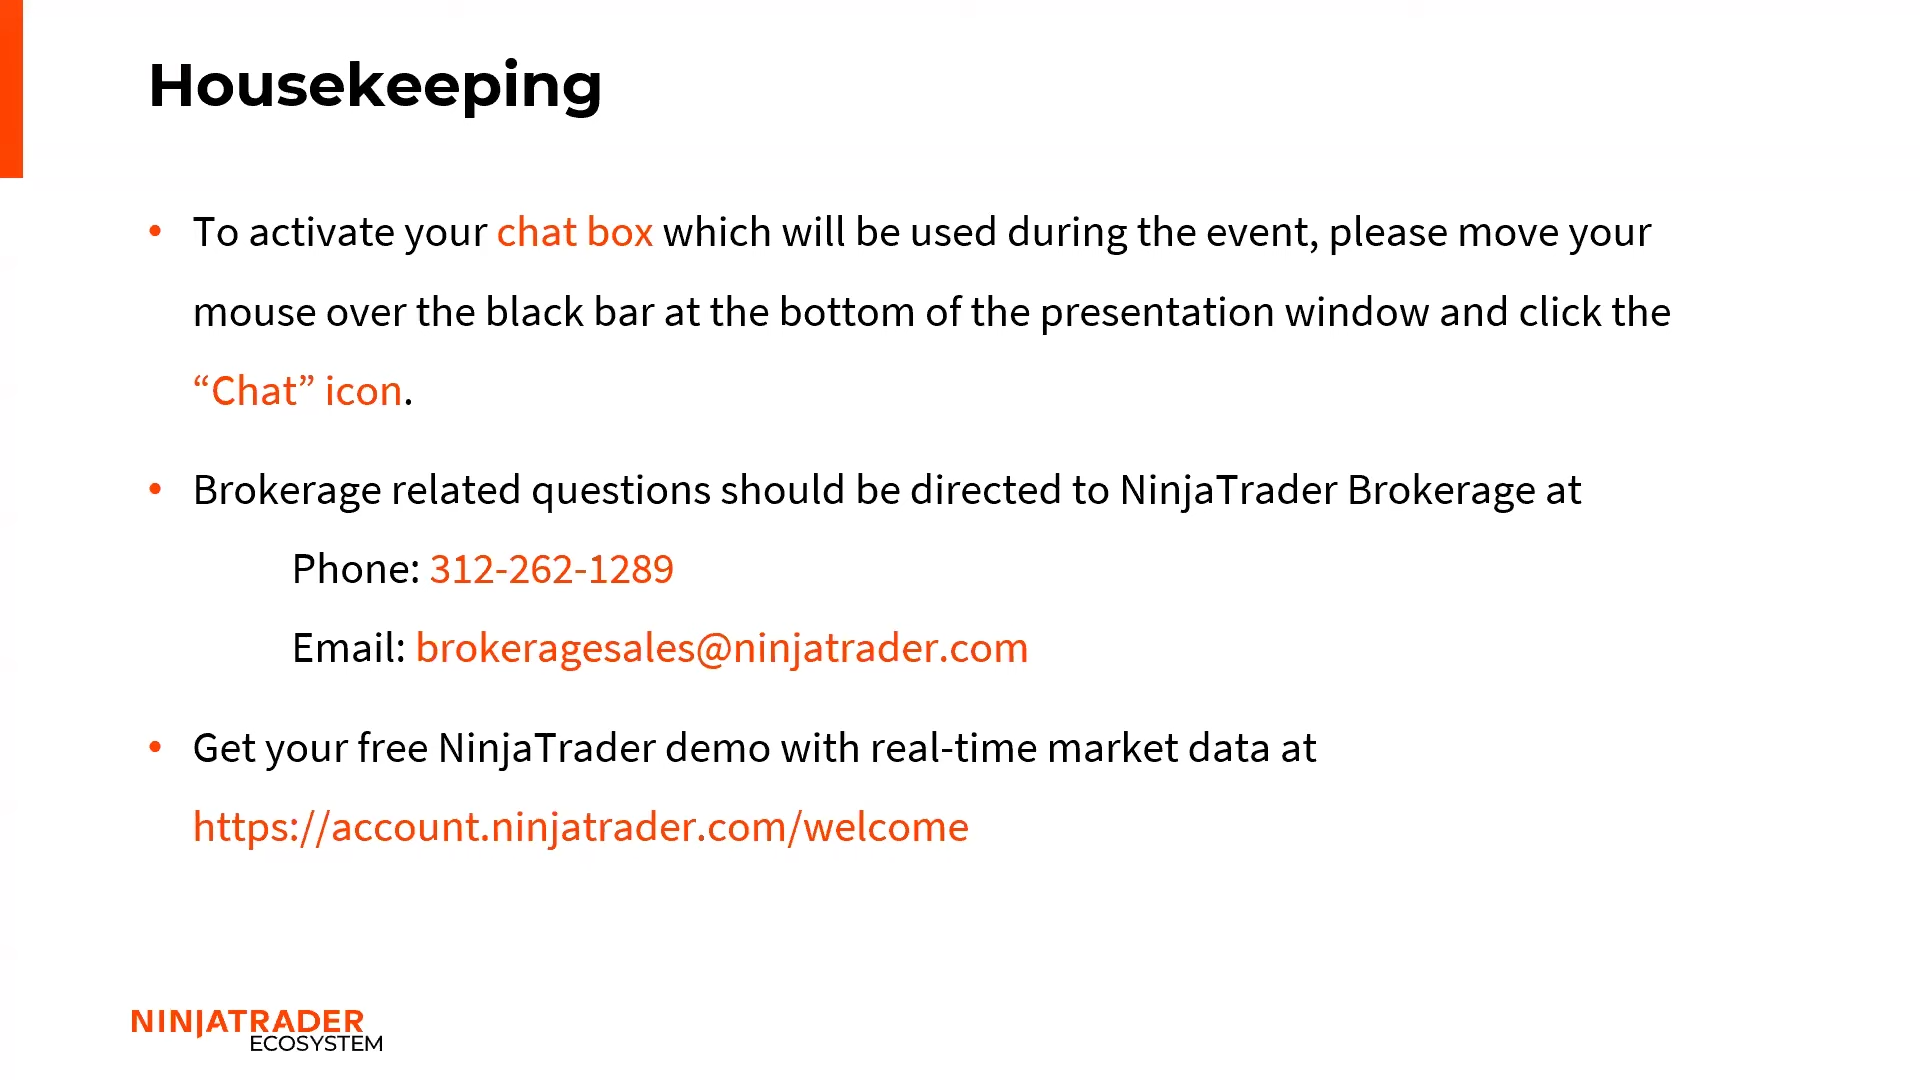 Housekeeping
• To activate your chat box which will be used during the event, please move your
mouse over the black bar at the bottom of the presentation window and click the
“Chat” icon.
• Brokerage related questions should be directed to NinjaTrader Brokerage at
Phone: 312-262-1289
Email: brokeragesales@ninjatrader.com
• Get your free NinjaTrader demo with real-time market data at
https://account.ninjatrader.com/welcome
NINJATRADER
ECOSYSTEM